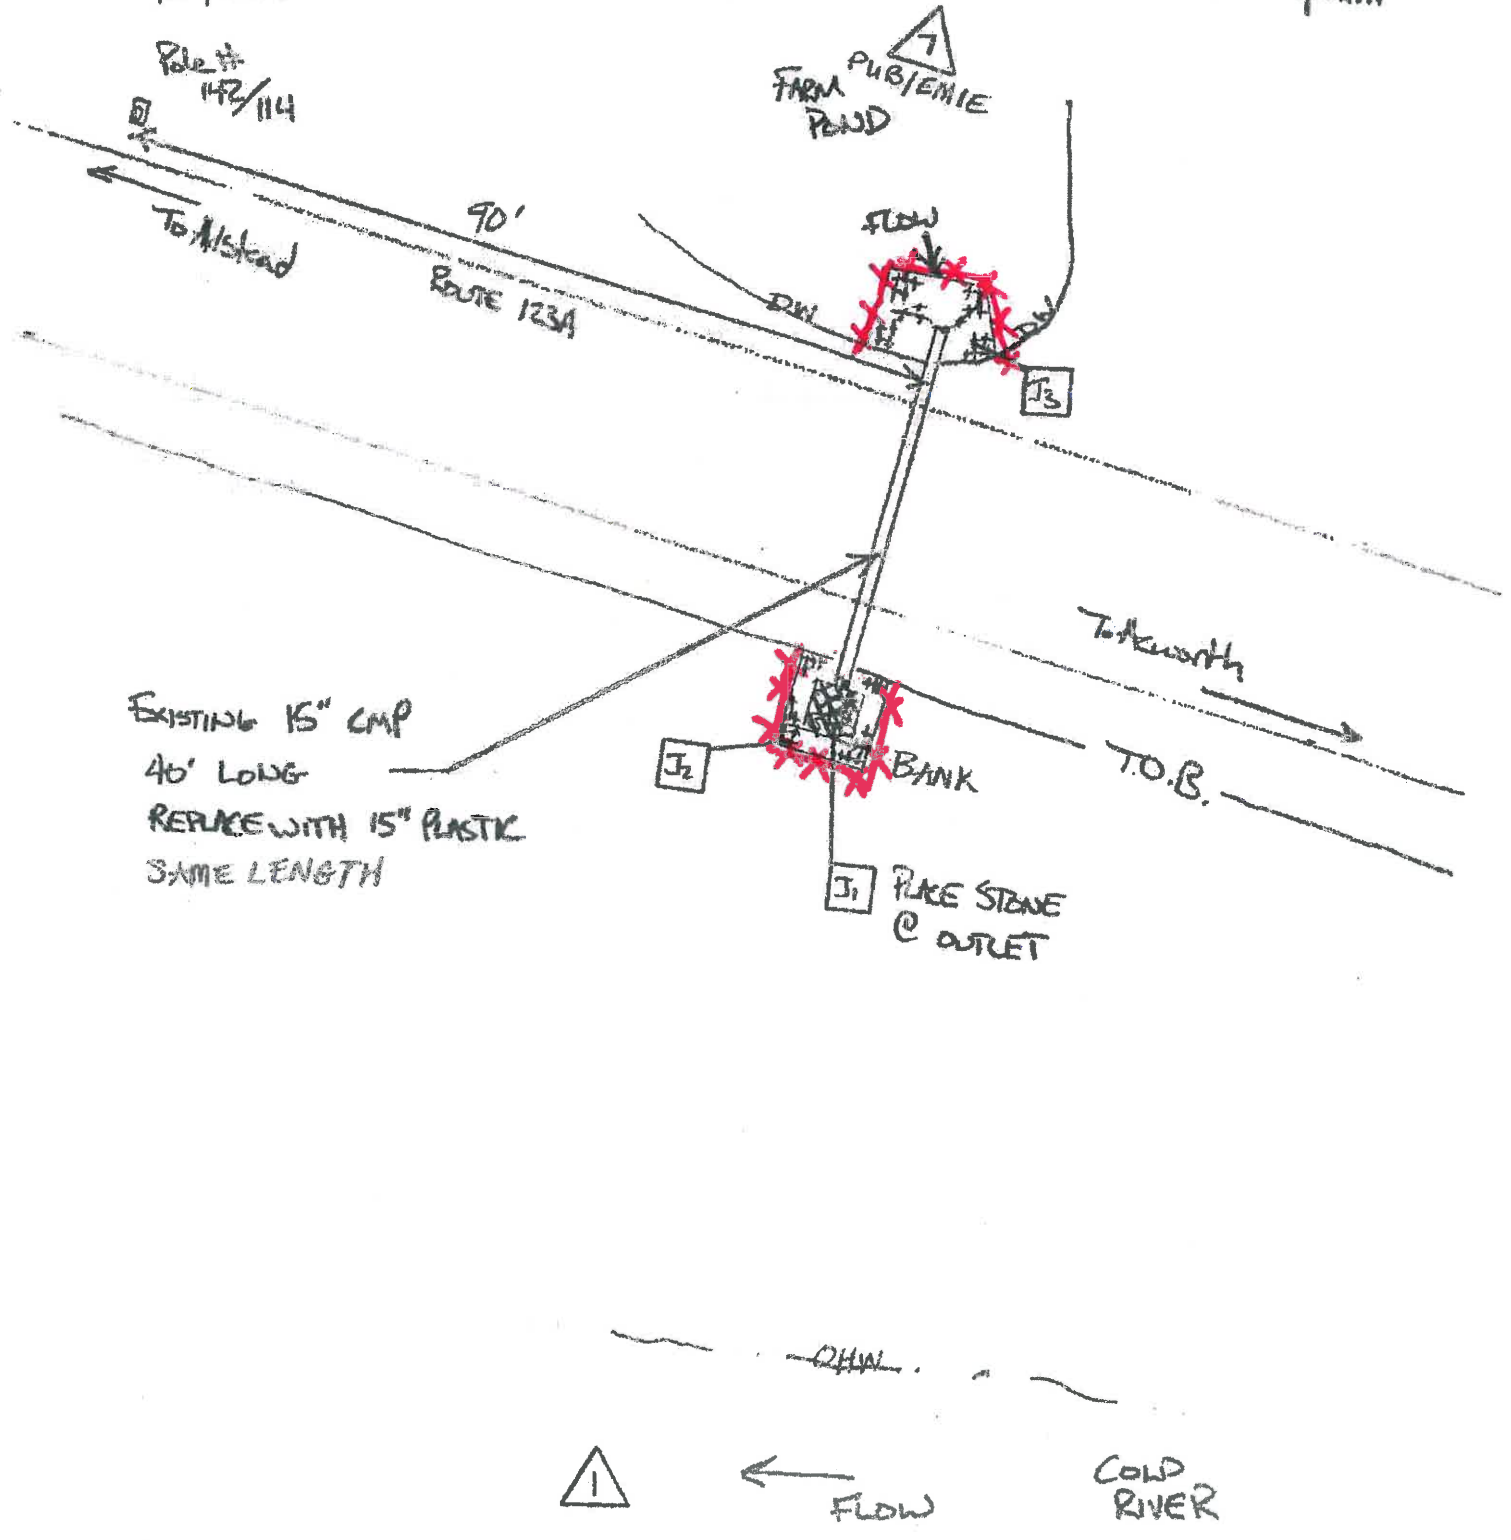 Pole #
142/114
7
PUB/EMIE
FARM
POND
To Alstead
90'
FLOW
ROUTE 123A
DW
DW
J3
To Acworth
EXISTING 15" CMP
40' LONG
REPLACE WITH 15" PLASTIC
SAME LENGTH
J2
BANK
T.O.B.
J1
PLACE STONE
@ OUTLET
OHW
1
FLOW
COLD
RIVER